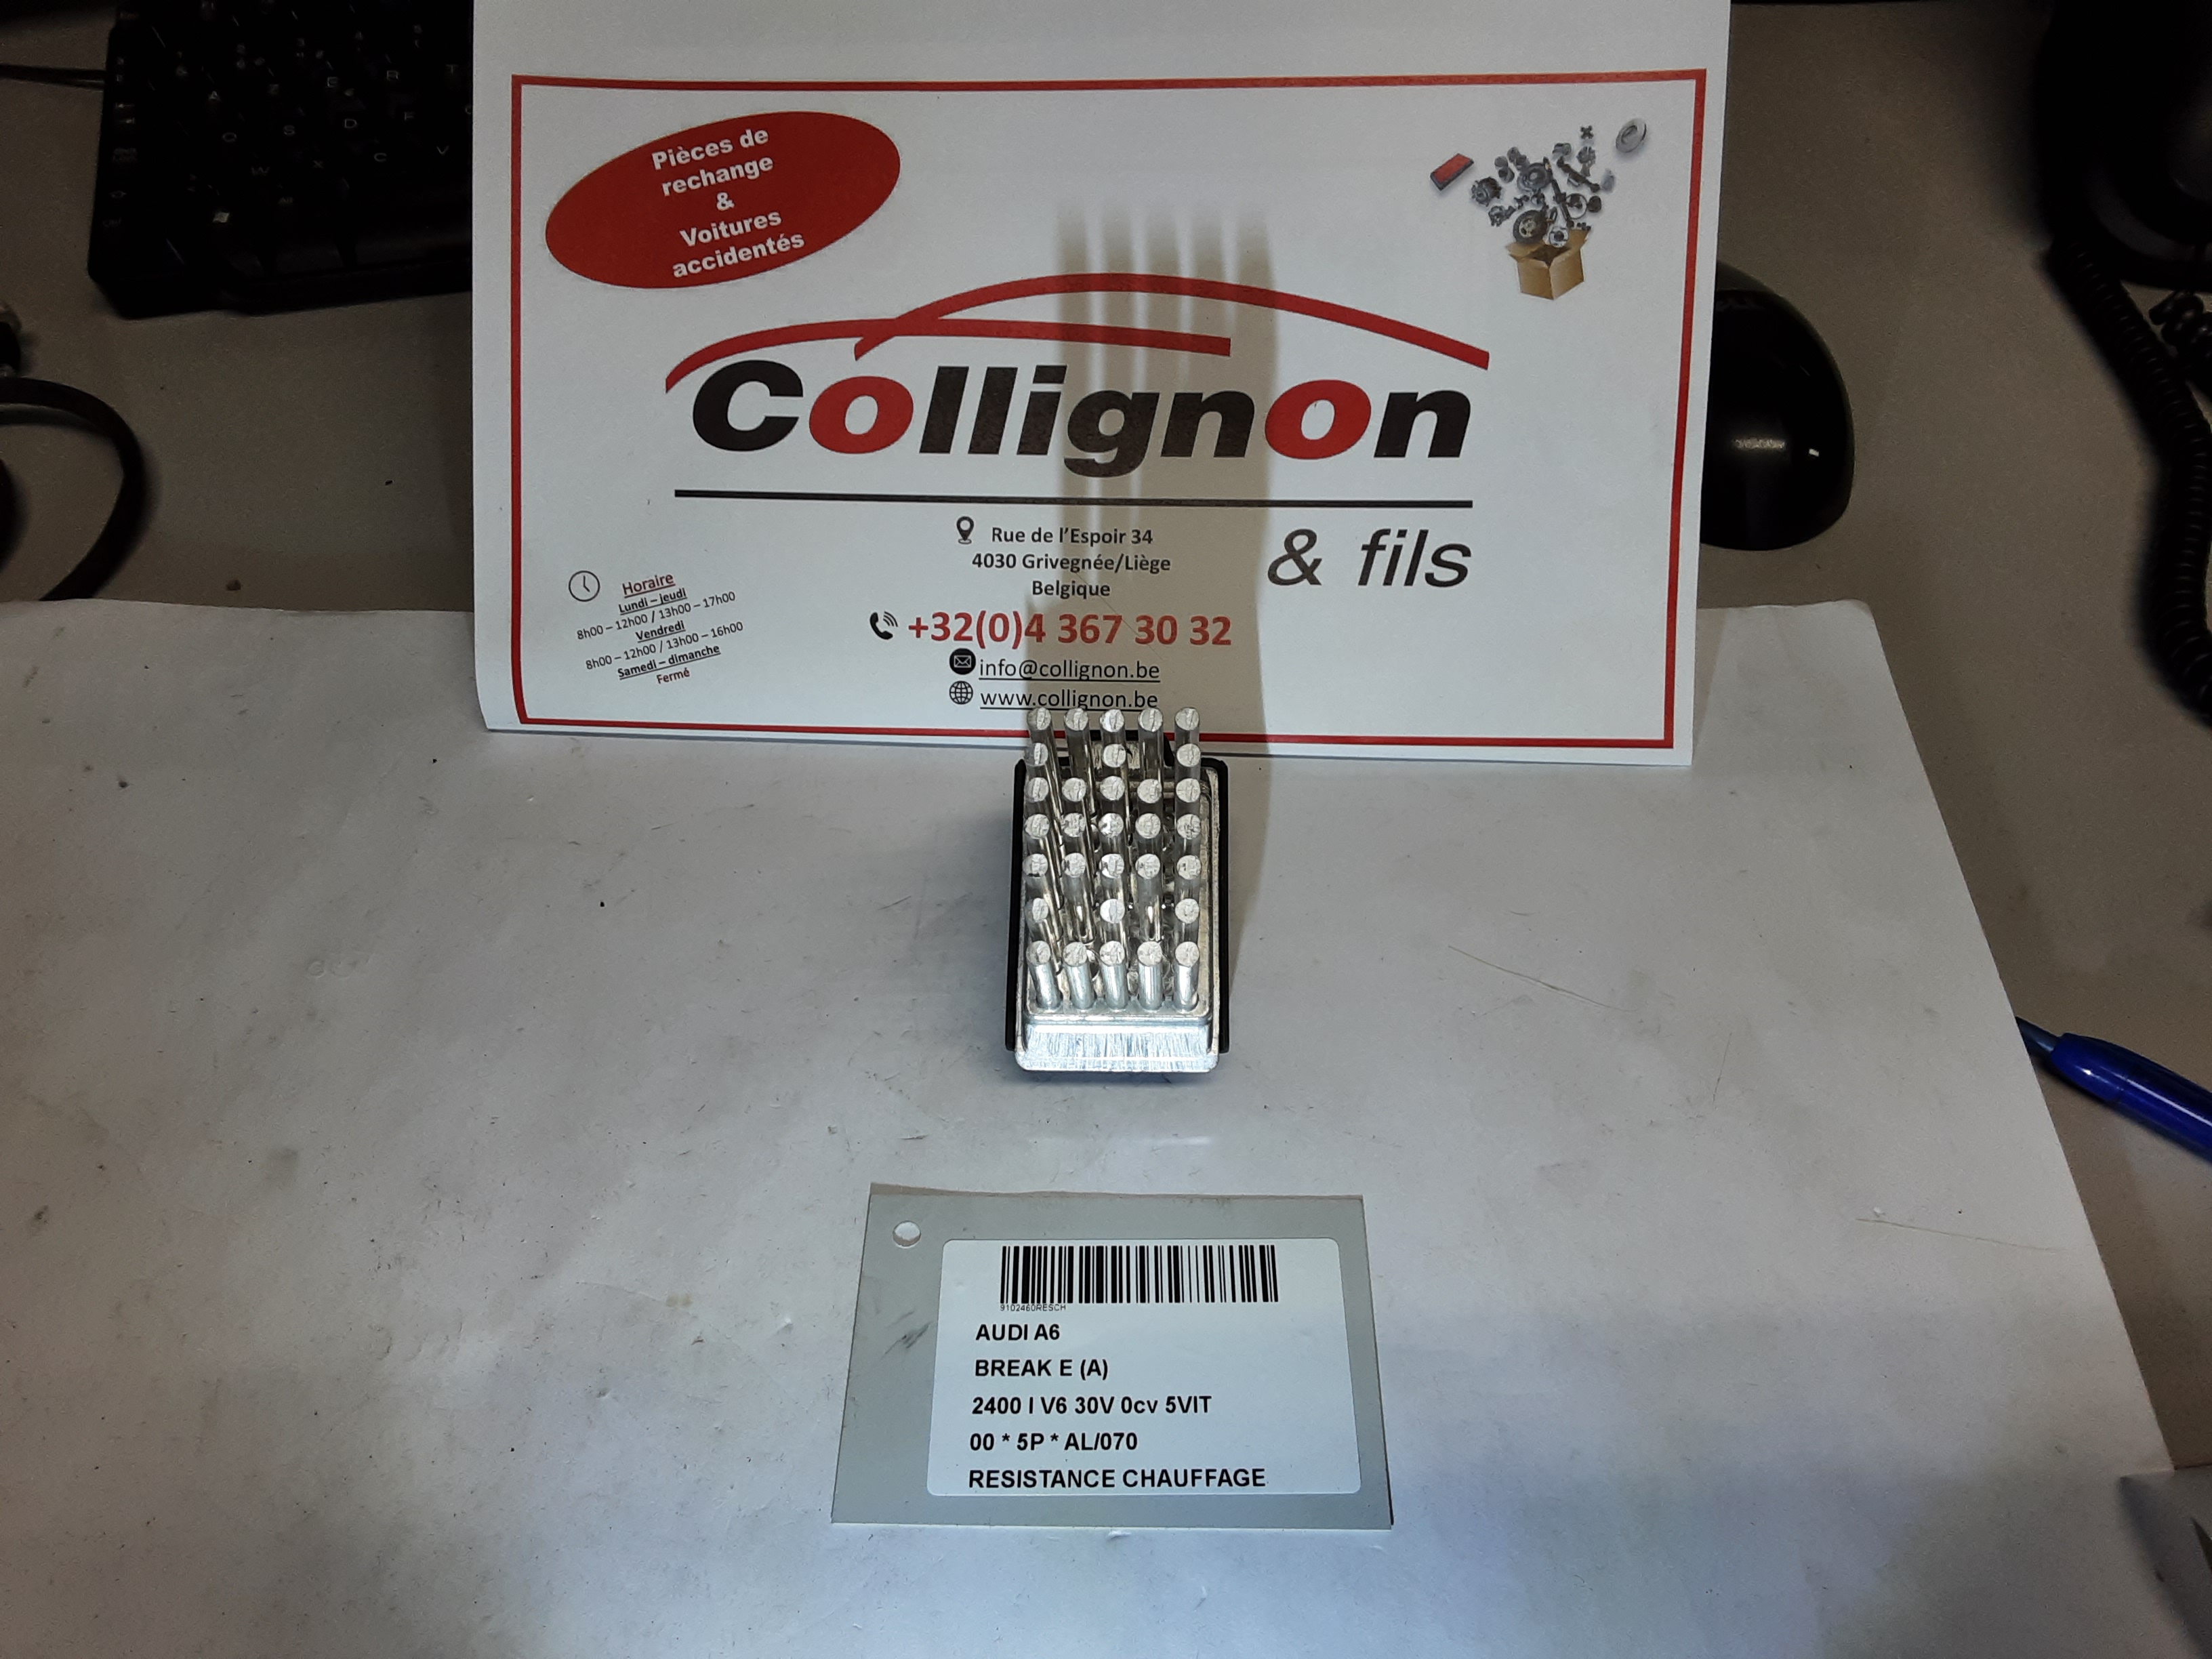 Pièces de
rechange
&
Voitures
accidentés
Collignon
& fils
Rue de l'Espoir 34
4030 Grivegnée/Liège
Belgique
+32(0)4 367 30 32
info@collignon.be
www.collignon.be
Horaire
Lundi – jeudi
8h00 – 12h00 / 13h00 – 17h00
Vendredi
8h00 – 12h00 / 13h00 – 16h00
Samedi – dimanche
Fermé
9102460RESCH
AUDI A6
BREAK E (A)
2400 I V6 30V 0cv 5VIT
00 * 5P * AL/070
RESISTANCE CHAUFFAGE